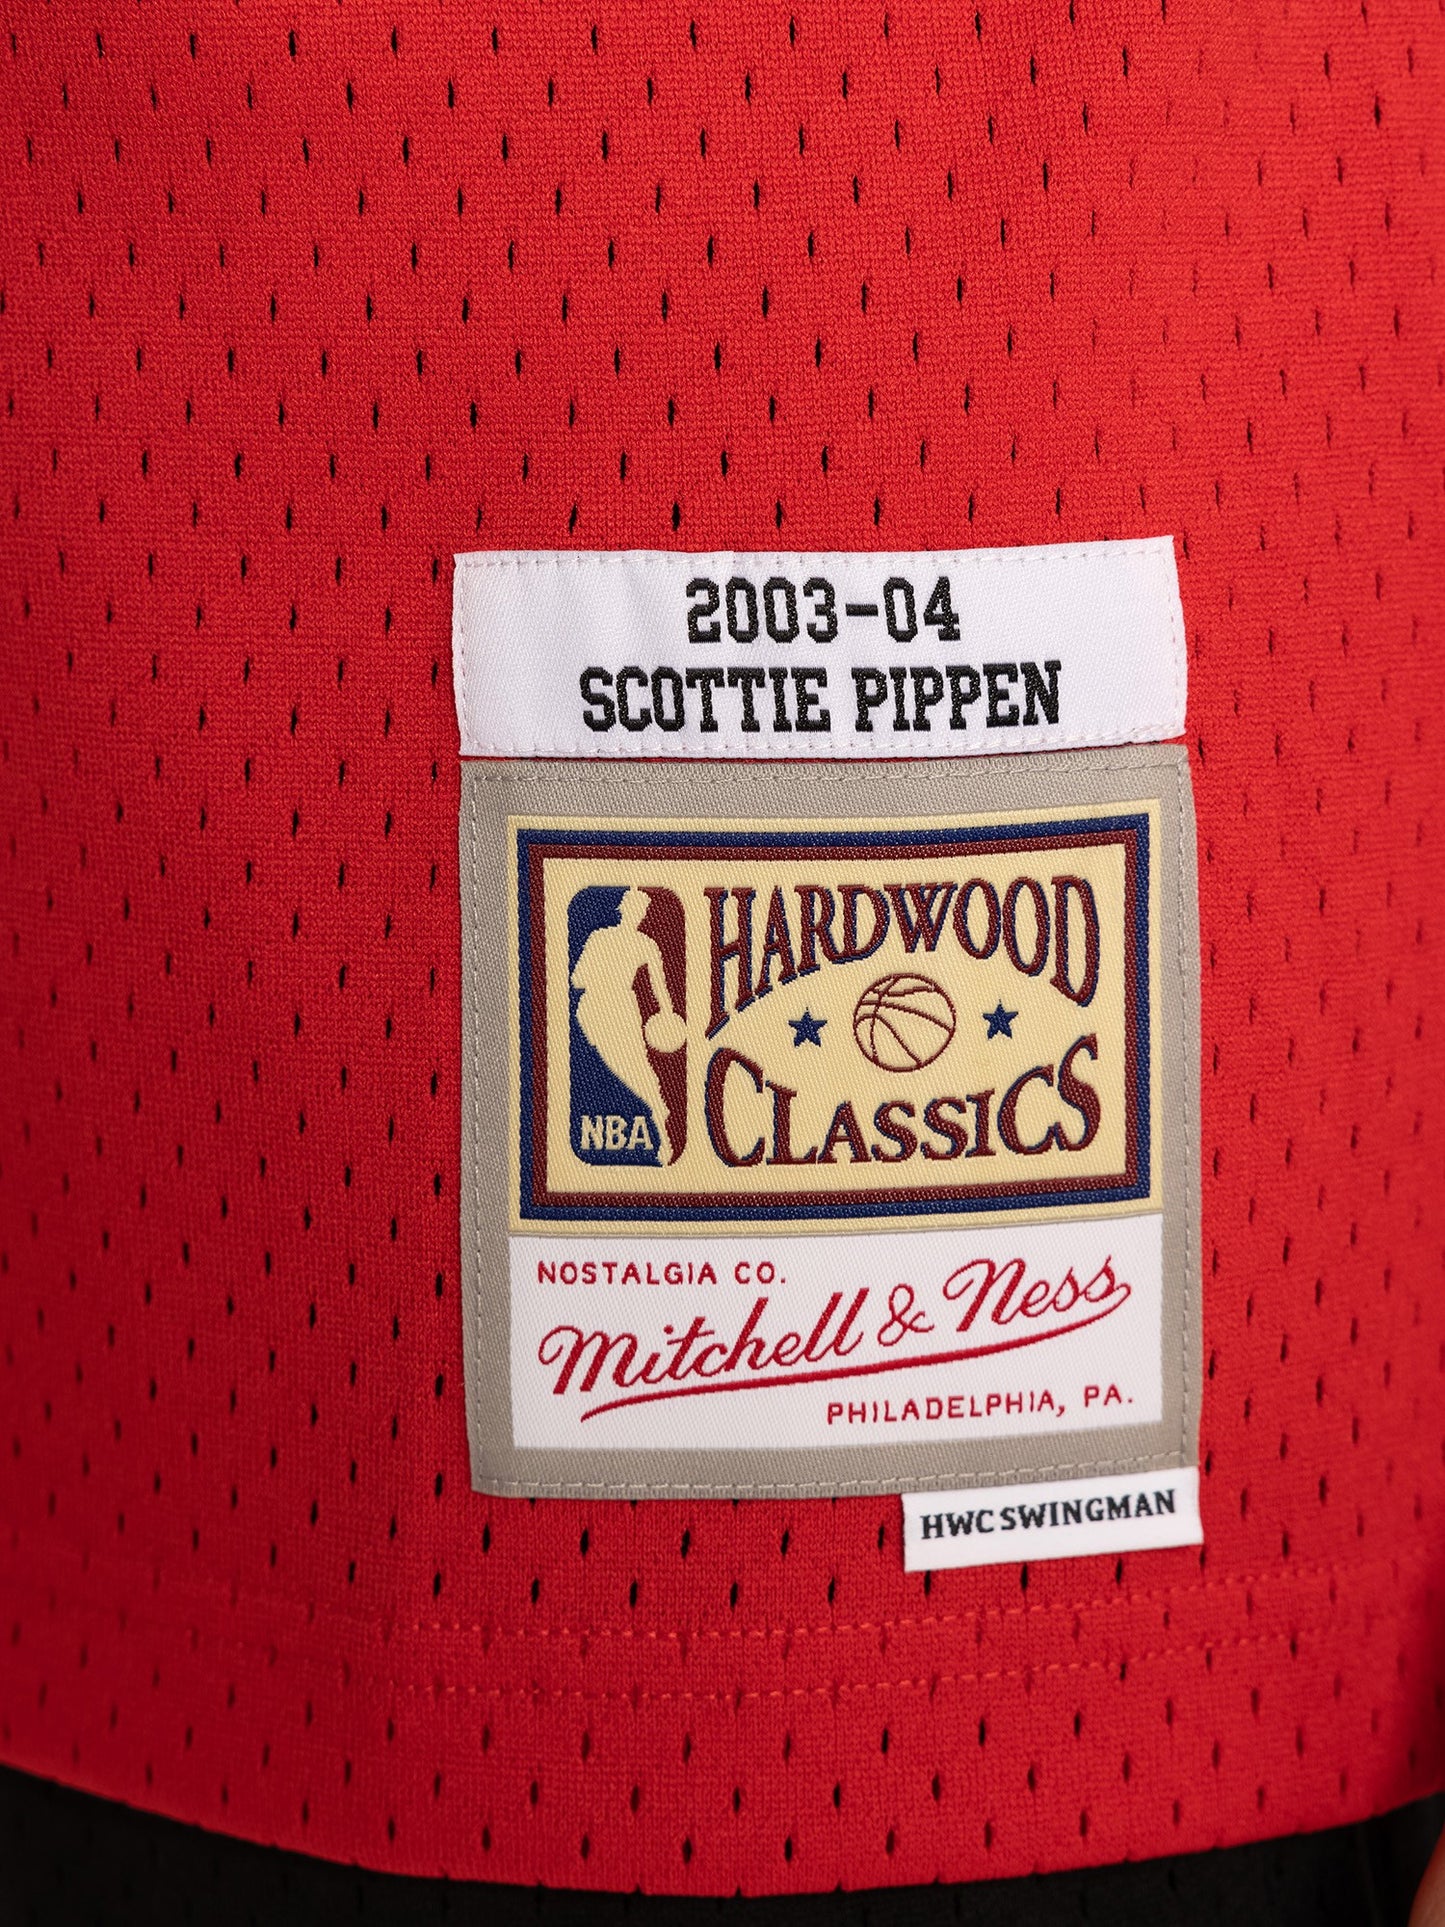 2003-04
SCOTTIE PIPPEN
HARDWOOD
CLASSICS
NBA
NOSTALGIA CO.
Mitchell & Ness
PHILADELPHIA, PA.
HWC SWINGMAN